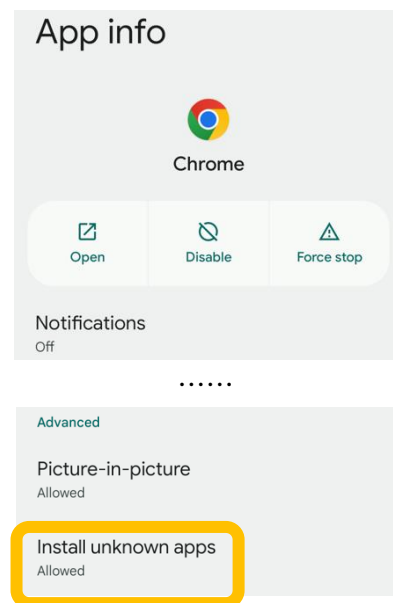 App info
Chrome
Open Disable Force stop
Notifications
Off
......
Advanced
Picture-in-picture
Allowed
Install unknown apps
Allowed